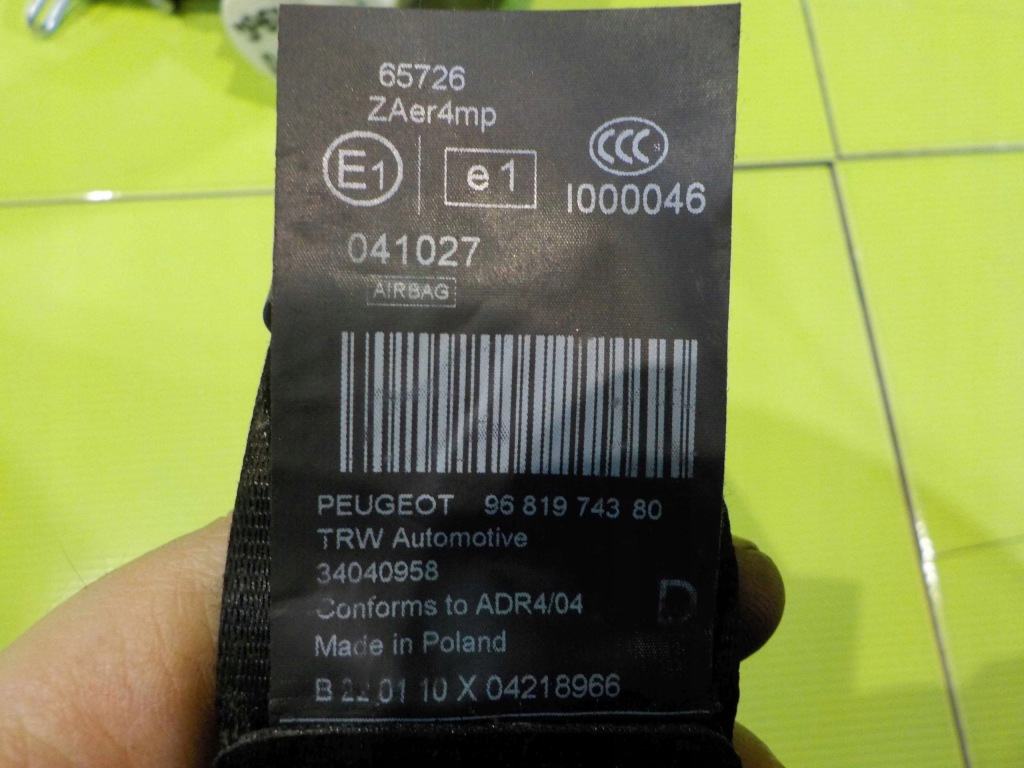 65726
ZAer4mp
E1 e1 CCC S
I000046
041027
AIRBAG
PEUGEOT 96 819 743 80
TRW Automotive
34040958
Conforms to ADR4/04
D
Made in Poland
B 22 01 10 X 04218966